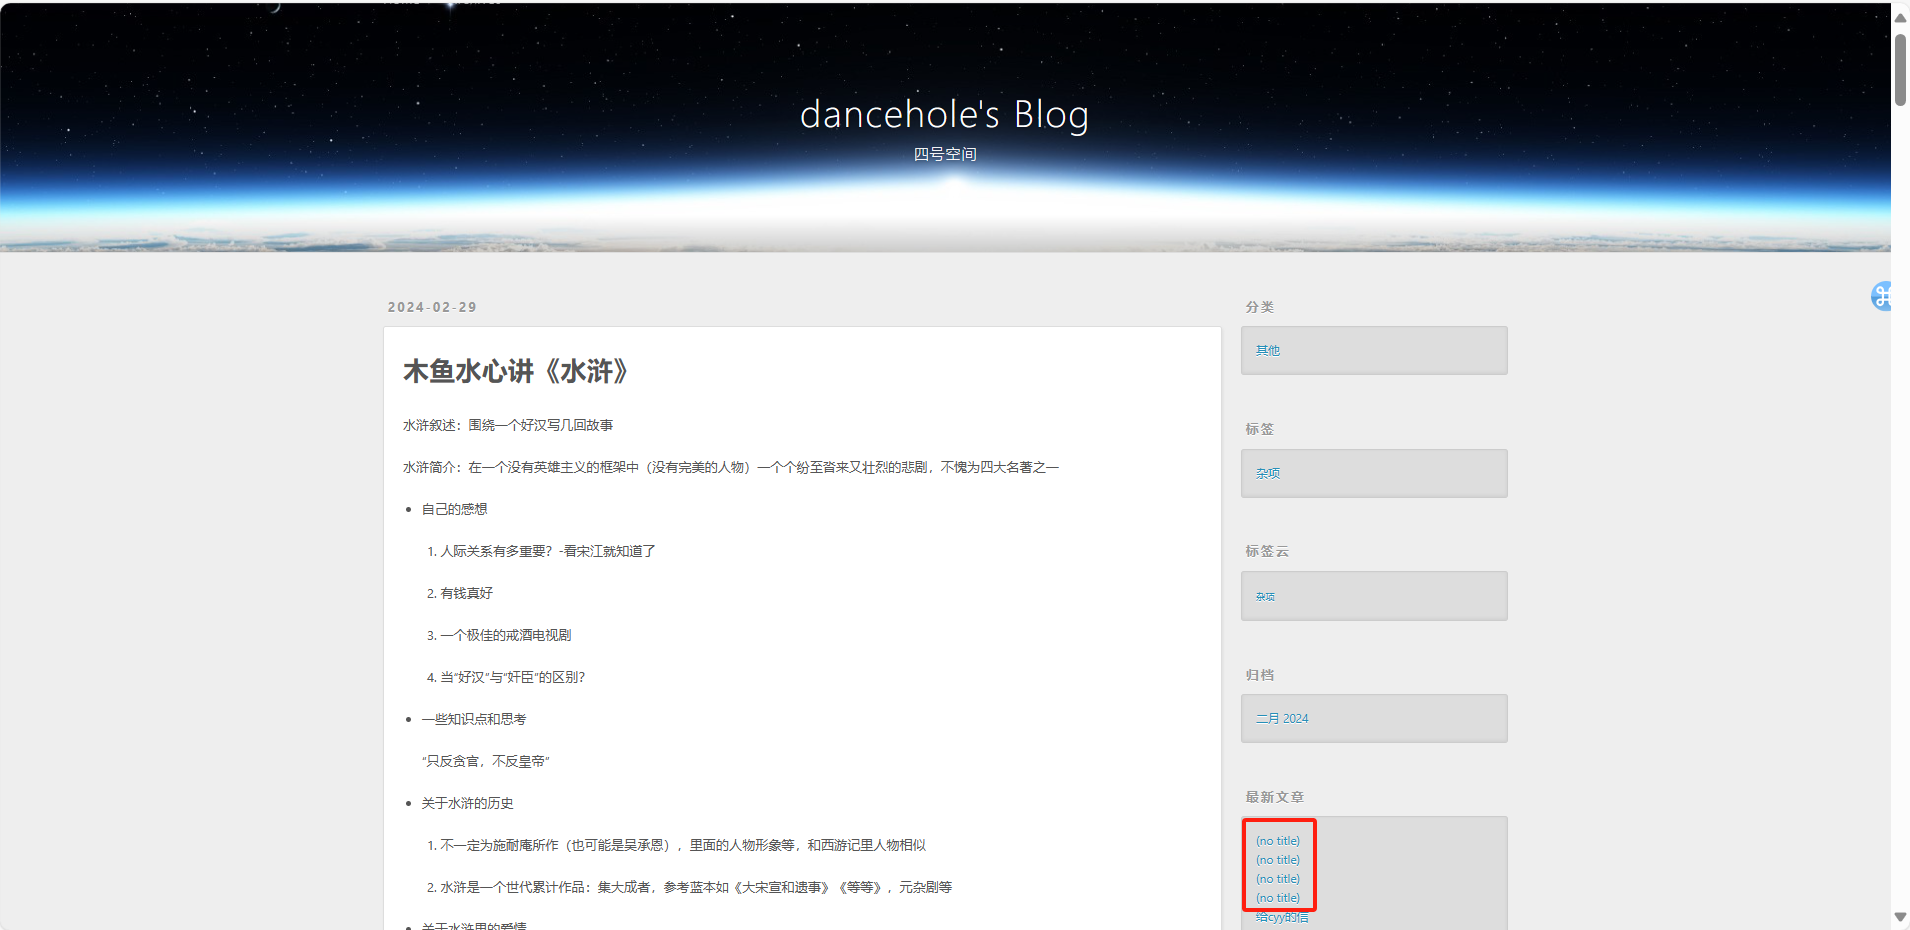 dancehole's Blog
四号空间
2024-02-29
木鱼水心讲《水浒》
水浒叙述：围绕一个好汉写几回故事
水浒简介：在一个没有英雄主义的框架中（没有完美的人物）一个个纷至沓来又壮烈的悲剧，不愧为四大名著之一
• 自己的感想
1. 人际关系有多重要？-看宋江就知道了
2. 有钱真好
3. 一个极佳的戒酒电视剧
4. 当“好汉”与“奸臣”的区别？
• 一些知识点和思考
“只反贪官，不反皇帝”
• 关于水浒的历史
1. 不一定为施耐庵所作（也可能是吴承恩），里面的人物形象等，和西游记里人物相似
2. 水浒是一个世代累计作品：集大成者，参考蓝本如《大宋宣和遗事》《等等》，元杂剧等
• 关于水浒里的爱情
分类
其他
标签
杂项
标签云
杂项
归档
二月 2024
最新文章
(no title)
(no title)
(no title)
(no title)
给cyy的信